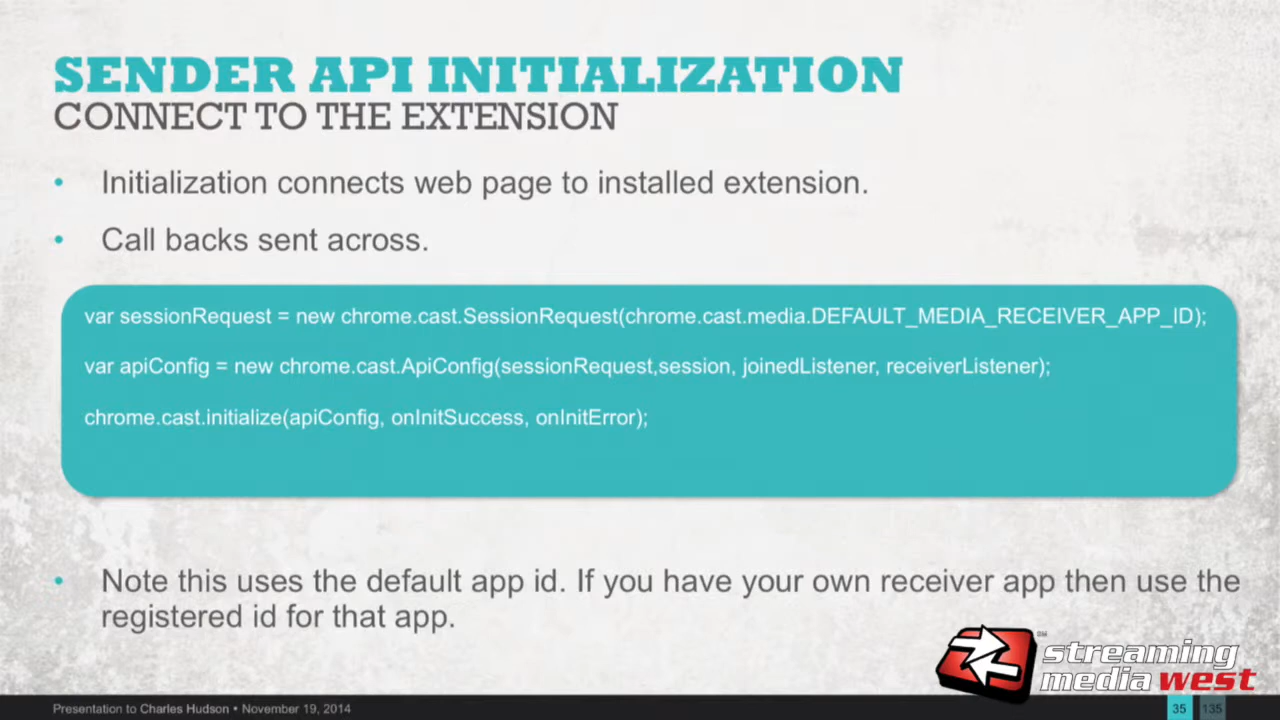 SENDER API INITIALIZATION
CONNECT TO THE EXTENSION
• Initialization connects web page to installed extension.
• Call backs sent across.
var sessionRequest = new chrome.cast.SessionRequest(chrome.cast.media.DEFAULT_MEDIA_RECEIVER_APP_ID);
var apiConfig = new chrome.cast.ApiConfig(sessionRequest,session, joinedListener, receiverListener);
chrome.cast.initialize(apiConfig, onInitSuccess, onInitError);
• Note this uses the default app id. If you have your own receiver app then use the
registered id for that app.
SM
streaming
media west
Presentation to Charles Hudson • November 19, 2014
35 135